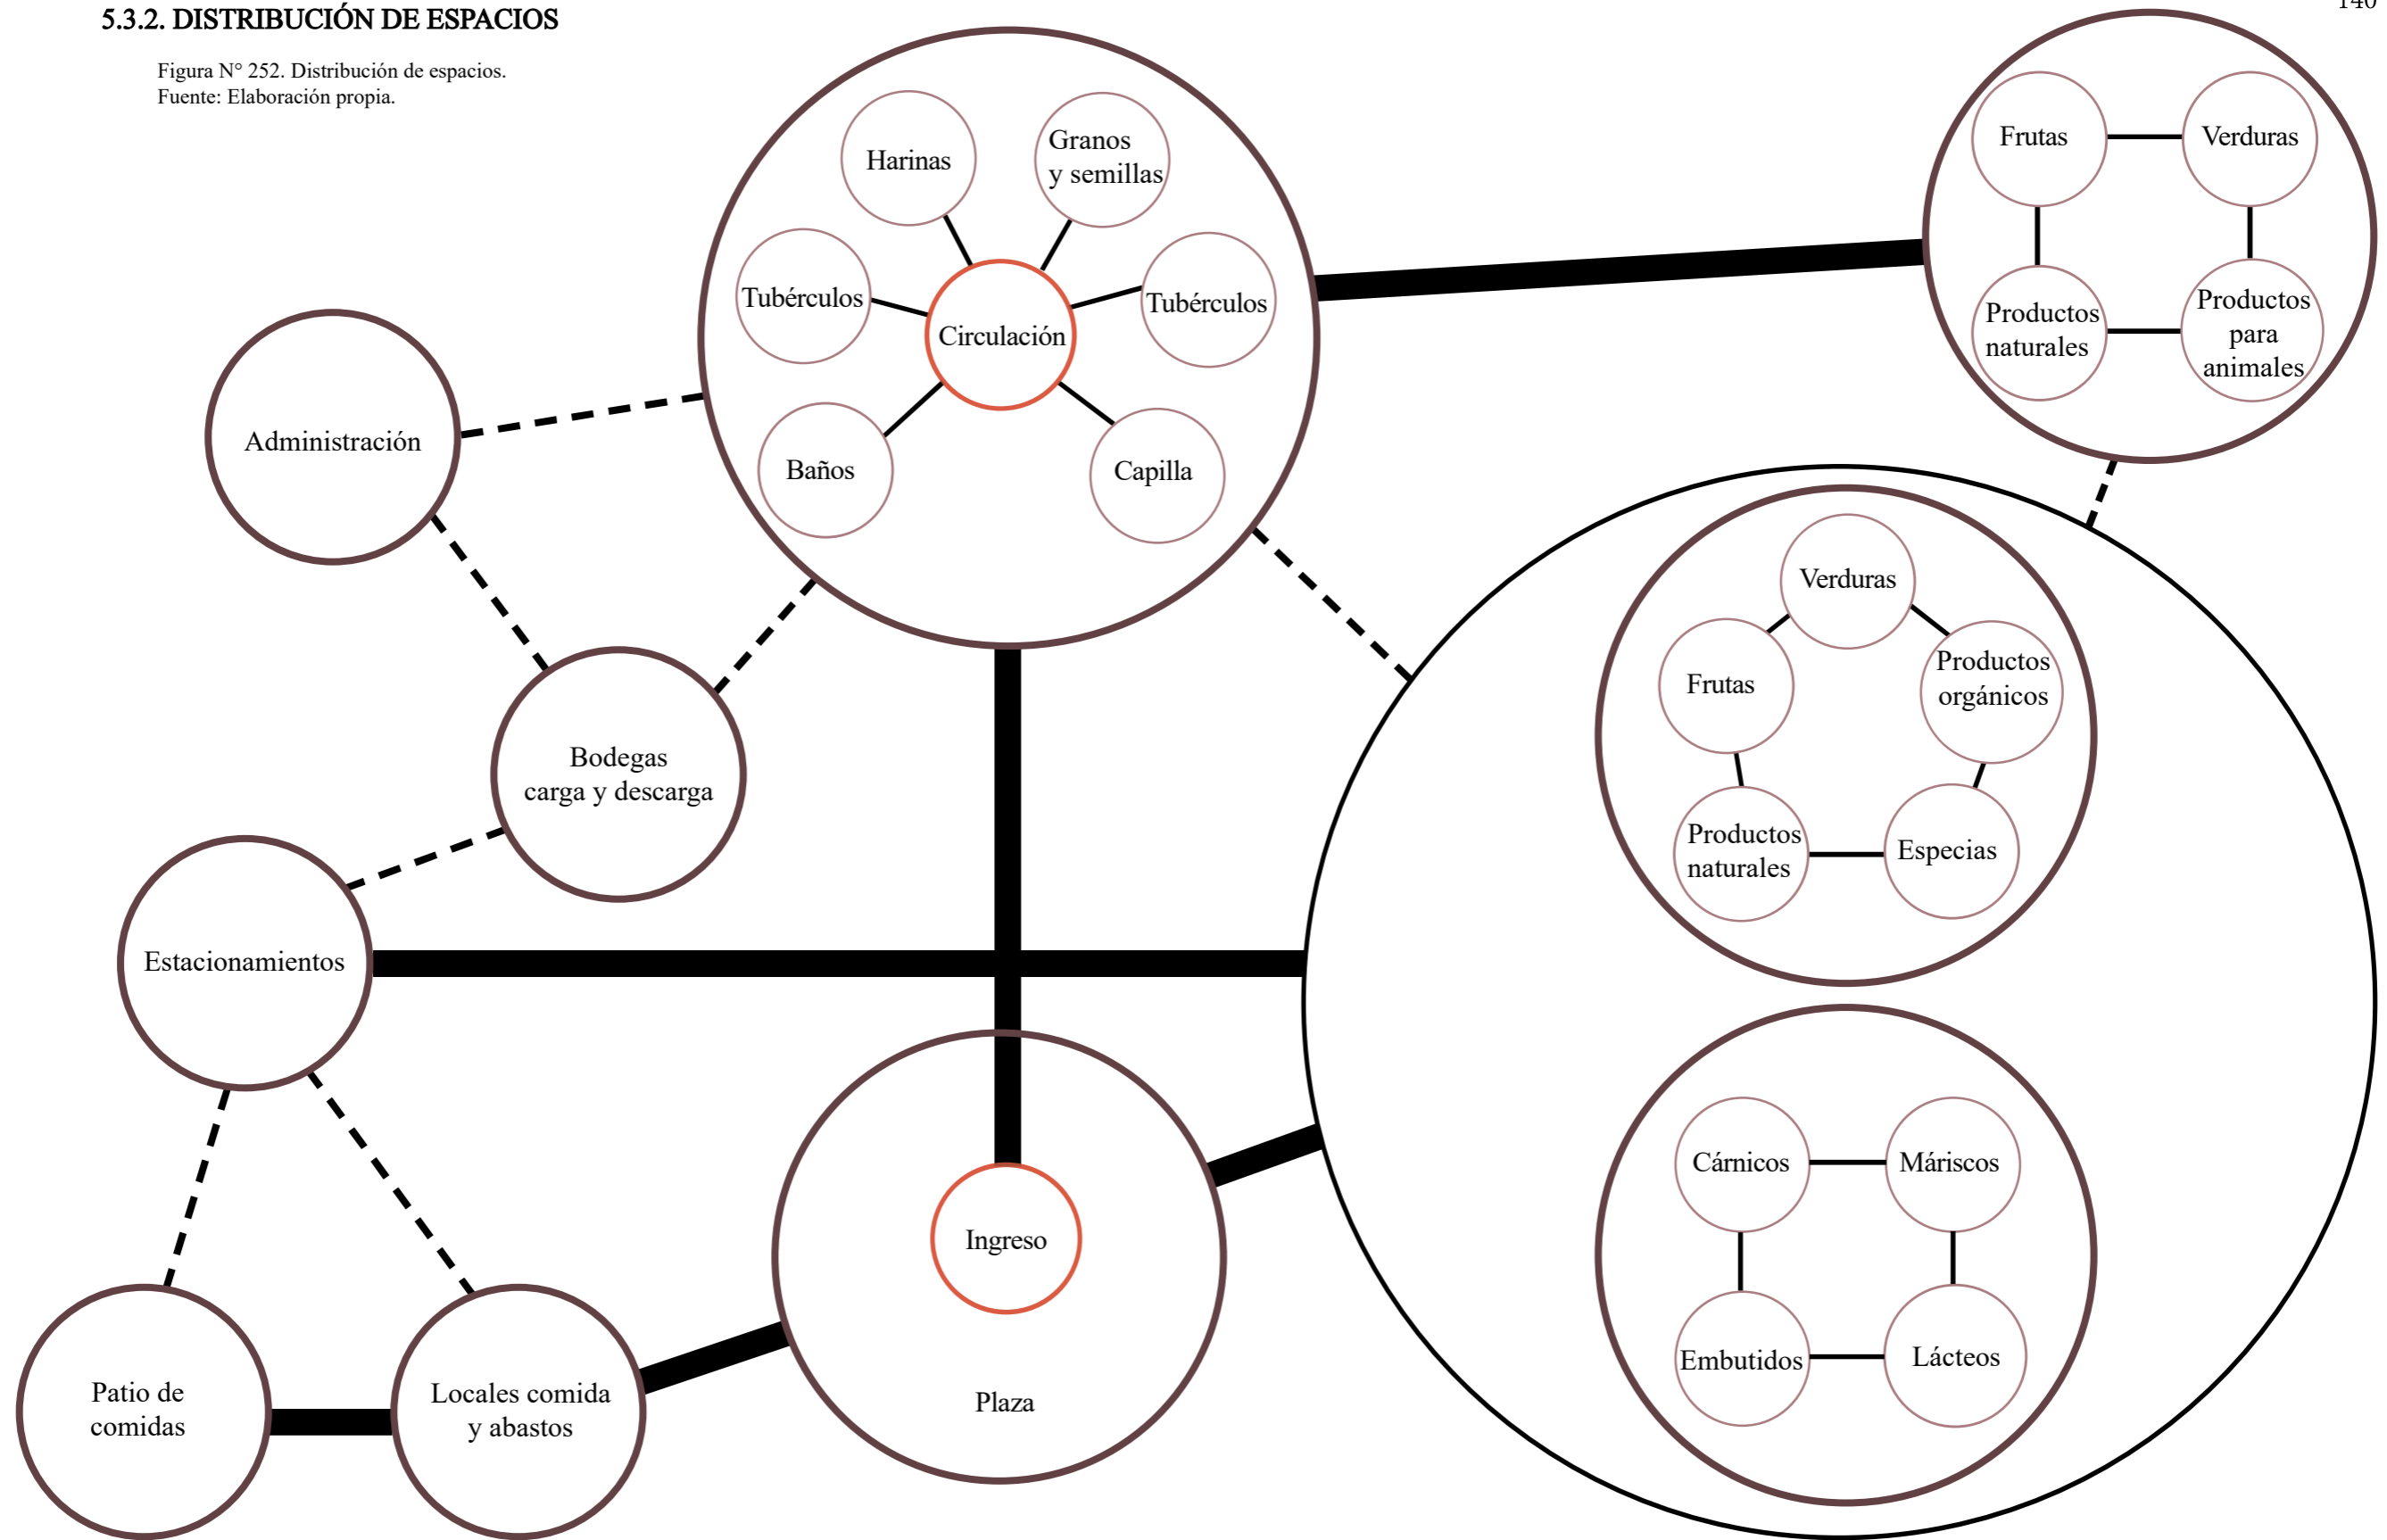 140
5.3.2. DISTRIBUCIÓN DE ESPACIOS
Figura N° 252. Distribución de espacios.
Fuente: Elaboración propia.
Harinas
Granos
y semillas
Tubérculos
Tubérculos
Circulación
Baños
Capilla
Frutas
Verduras
Productos
naturales
Productos
para
animales
Administración
Bodegas
carga y descarga
Verduras
Frutas
Productos
orgánicos
Productos
naturales
Especias
Estacionamientos
Cárnicos
Máriscos
Embutidos
Lácteos
Ingreso
Plaza
Patio de
comidas
Locales comida
y abastos